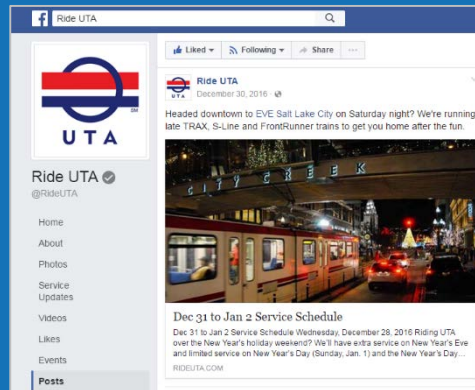 Ride UTA
Liked
Following
Share
UTA
SM
Ride UTA
@RideUTA
Home
About
Photos
Service
Updates
Videos
Likes
Events
Posts
UTA
Ride UTA
December 30, 2016 ·
Headed downtown to EVE Salt Lake City on Saturday night? We're running
late TRAX, S-Line and FrontRunner trains to get you home after the fun.
CITY CREEK
Dec 31 to Jan 2 Service Schedule
Dec 31 to Jan 2 Service Schedule Wednesday, December 28, 2016 Riding UTA
over the New Year's holiday weekend? We'll have extra service on New Year's Eve
and limited service on New Year's Day (Sunday, Jan. 1) and the New Year's Day...
RIDEUTA.COM